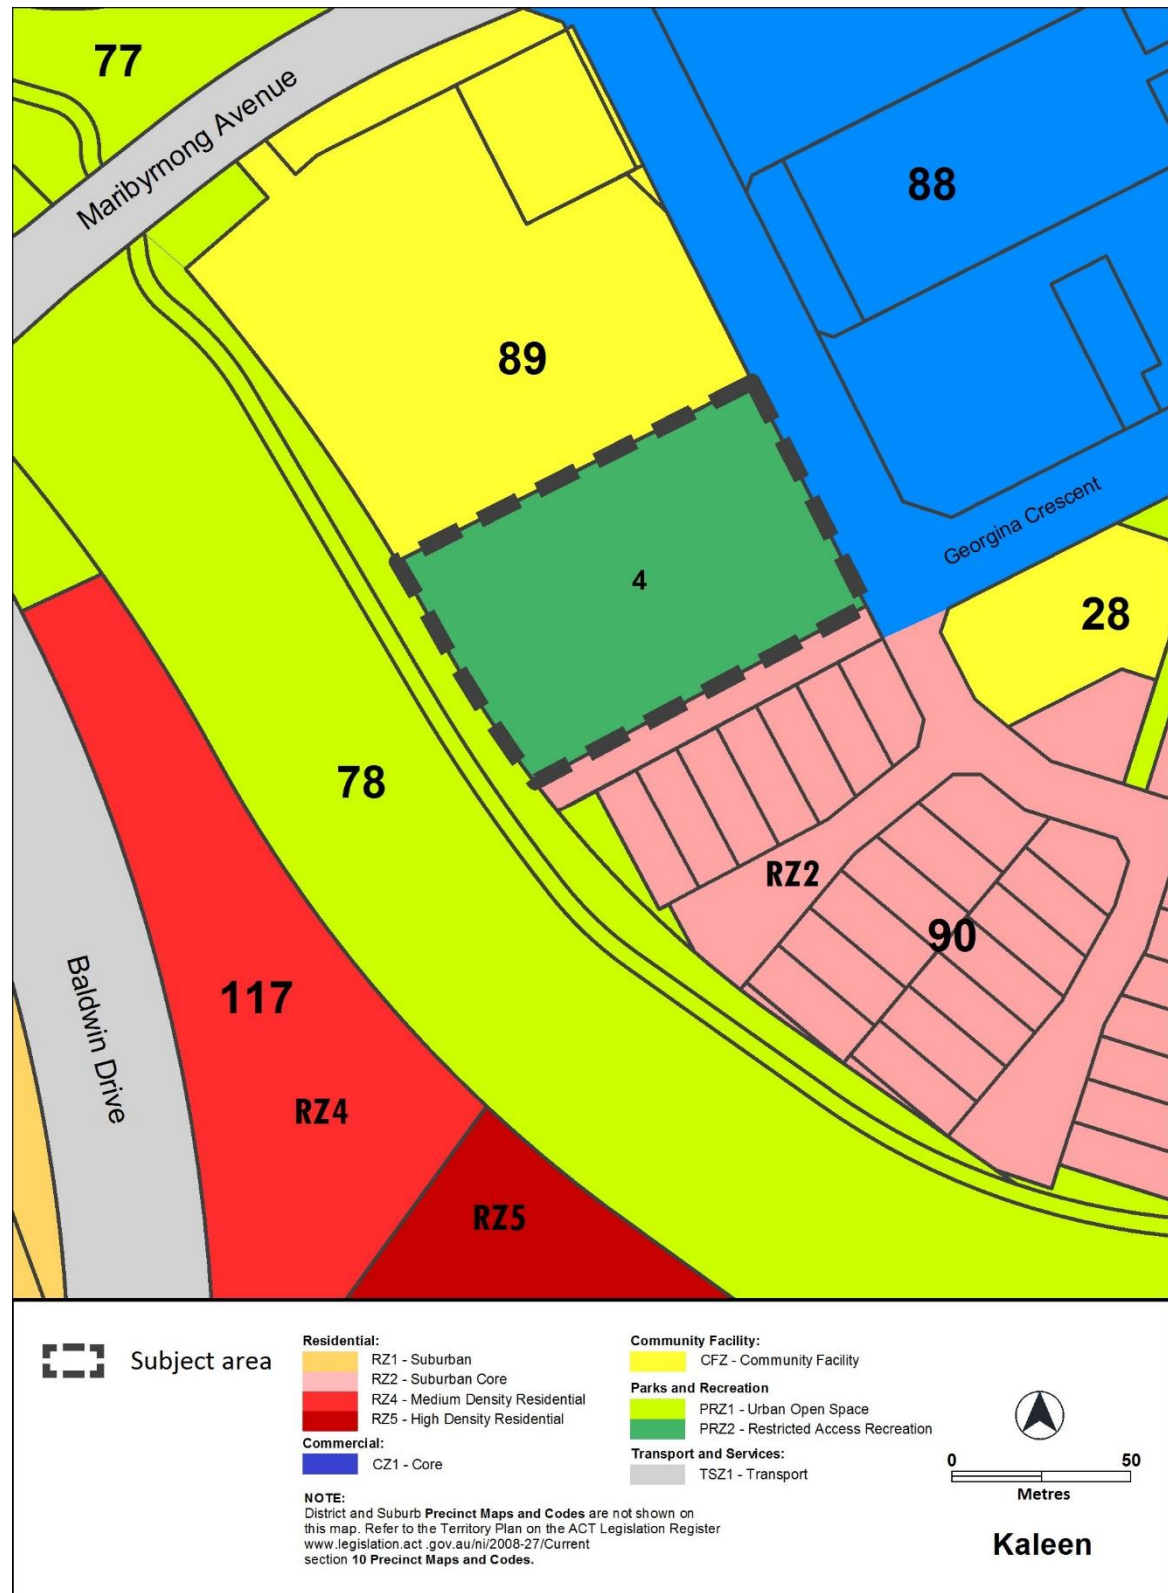 77
Maribyrnong Avenue
88
89
Georgina Crescent
4
28
78
RZ2
90
117
Baldwin Drive
RZ4
RZ5
Subject area
Residential:
RZ1 - Suburban
RZ2 - Suburban Core
RZ4 - Medium Density Residential
RZ5 - High Density Residential
Commercial:
CZ1 - Core
Community Facility:
CFZ - Community Facility
Parks and Recreation
PRZ1 - Urban Open Space
PRZ2 - Restricted Access Recreation
Transport and Services:
TSZ1 - Transport
0 50
Metres
NOTE:
District and Suburb Precinct Maps and Codes are not shown on
this map. Refer to the Territory Plan on the ACT Legislation Register
www.legislation.act .gov.au/ni/2008-27/Current
section 10 Precinct Maps and Codes.
Kaleen